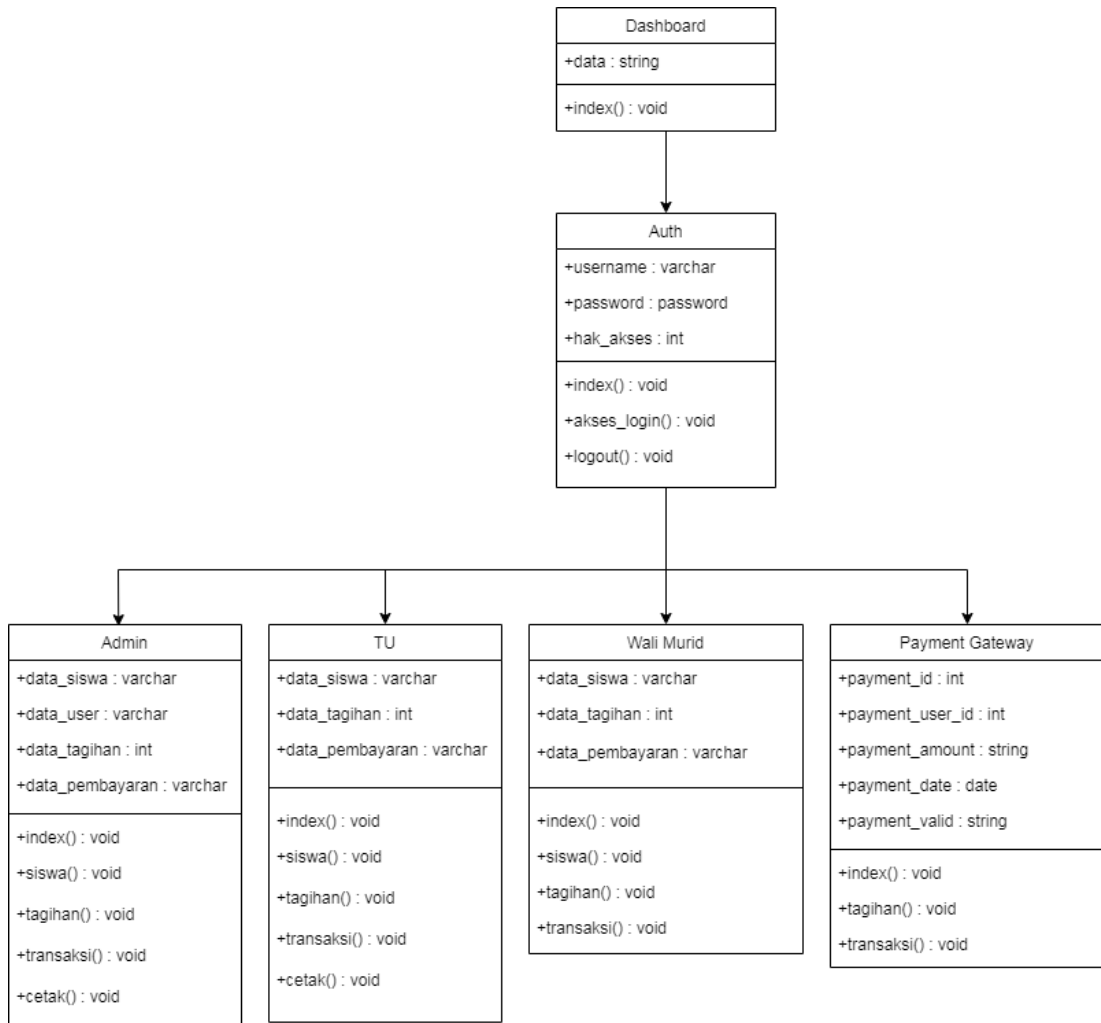 Dashboard
+data : string
+index() : void
Auth
+username : varchar
+password : password
+hak_akses : int
+index() : void
+akses_login() : void
+logout() : void
Admin
+data_siswa : varchar
+data_user : varchar
+data_tagihan : int
+data_pembayaran : varchar
+index() : void
+siswa() : void
+tagihan() : void
+transaksi() : void
+cetak() : void
TU
+data_siswa : varchar
+data_tagihan : int
+data_pembayaran : varchar
+index() : void
+siswa() : void
+tagihan() : void
+transaksi() : void
+cetak() : void
Wali Murid
+data_siswa : varchar
+data_tagihan : int
+data_pembayaran : varchar
+index() : void
+siswa() : void
+tagihan() : void
+transaksi() : void
Payment Gateway
+payment_id : int
+payment_user_id : int
+payment_amount : string
+payment_date : date
+payment_valid : string
+index() : void
+tagihan() : void
+transaksi() : void